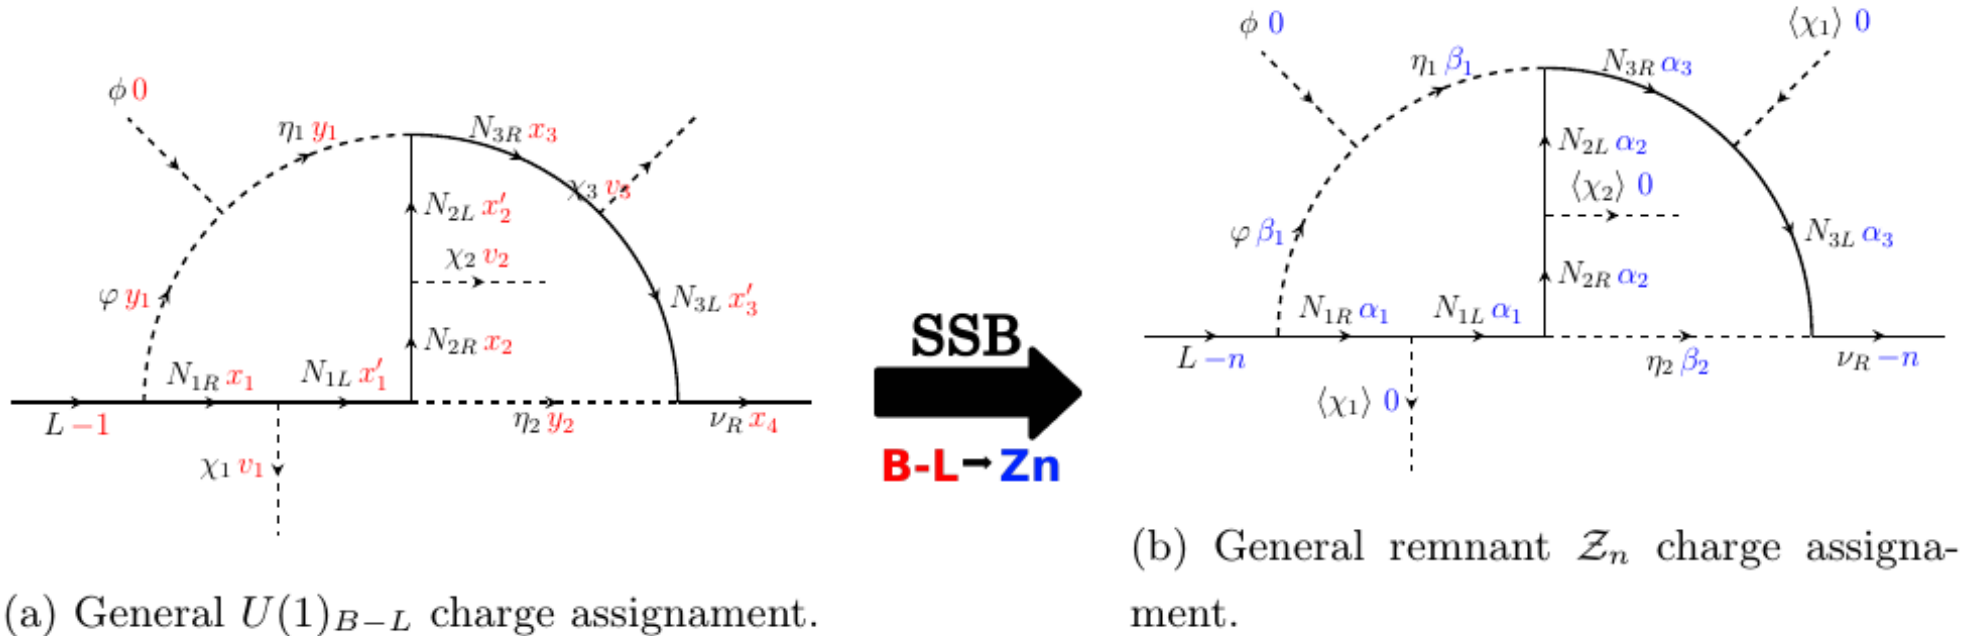 ϕ 0
η₁ y₁
N₃R x₃
χ₃ v₃
N₂L x′₂
χ₂ v₂
φ y₁
N₃L x′₃
N₂R x₂
N₁R x₁
N₁L x′₁
L −1
η₂ y₂
ν_R x₄
χ₁ v₁
(a) General U(1)_{B−L} charge assignament.
SSB
B-L→Zn
ϕ 0
⟨χ₁⟩ 0
η₁ β₁
N₃R α₃
N₂L α₂
⟨χ₂⟩ 0
φ β₁
N₃L α₃
N₂R α₂
N₁R α₁
N₁L α₁
L −n
η₂ β₂
ν_R −n
⟨χ₁⟩ 0
(b) General remnant 𝒵ₙ charge assigna-
ment.